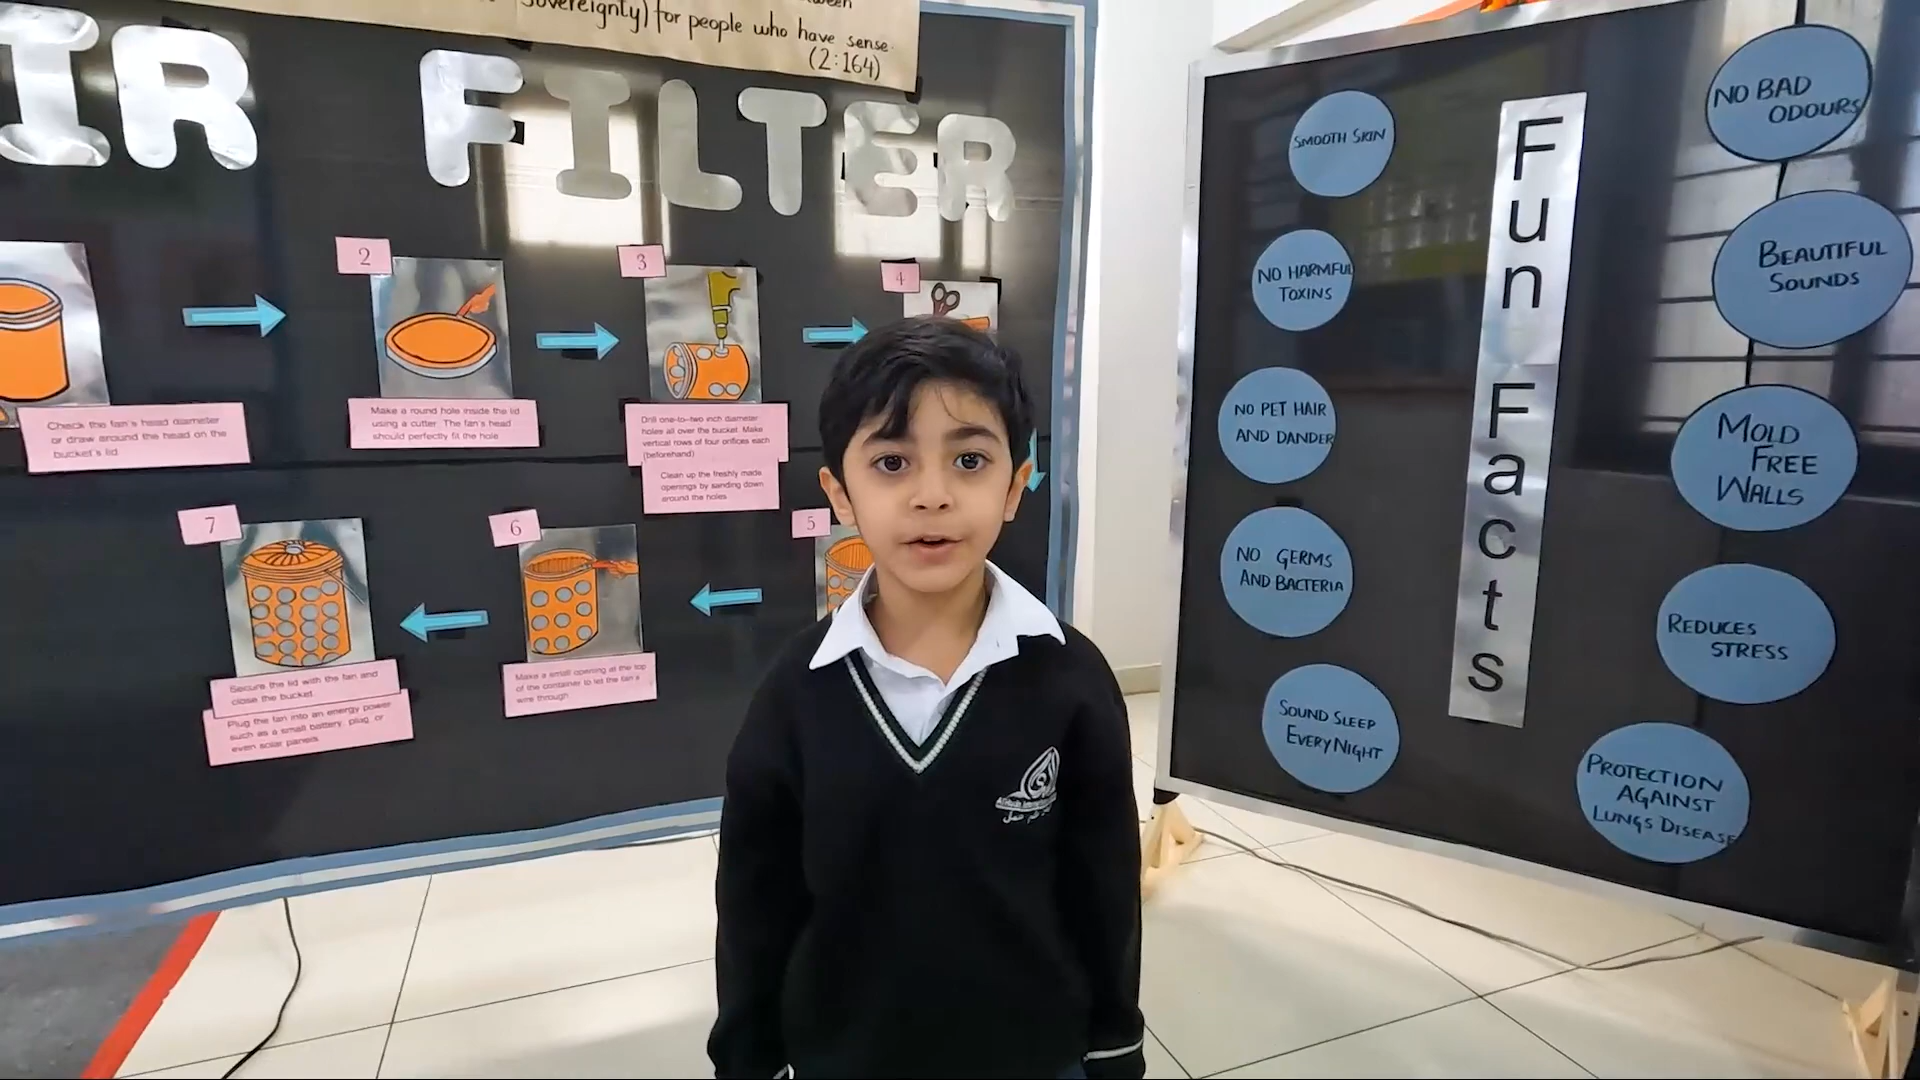 Sovereignty) for people who have sense.
(2:164)
IR FILTER
2
3
4
Check the fan's head diameter
or draw around the head on the
bucket's lid
Make a round hole inside the lid
using a cutter. The fan's head
should perfectly fit the hole
Drill one-to-two inch diameter
holes all over the bucket. Make
vertical rows of four orifices each
(beforehand)
Clean up the freshly made
openings by sanding down
around the holes
7
6
5
Secure the lid with the fan and
close the bucket.
Plug the fan into an energy power
such as a small battery, plug, or
even solar panels
Make a small opening at the top
of the container to let the fan's
wire through
Fun Facts
SMOOTH SKIN
NO HARMFUL
TOXINS
NO PET HAIR
AND DANDER
NO GERMS
AND BACTERIA
SOUND SLEEP
EVERY NIGHT
NO BAD
ODOURS
BEAUTIFUL
SOUNDS
MOLD
FREE
WALLS
REDUCES
STRESS
PROTECTION
AGAINST
LUNGS DISEASE